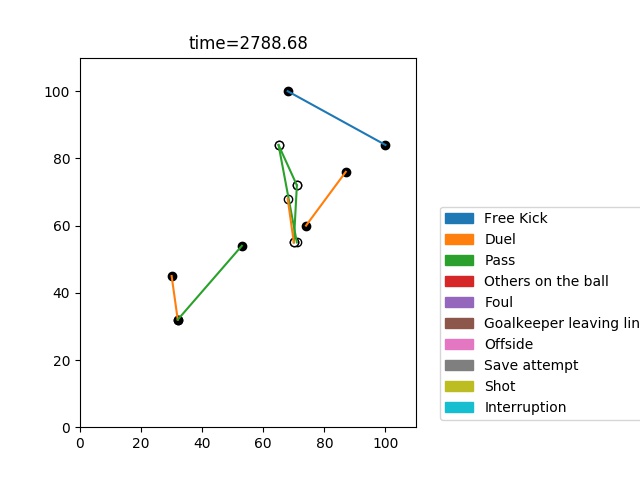 time=2788.68
100
80
60
40
20
0
0 20 40 60 80 100
Free Kick
Duel
Pass
Others on the ball
Foul
Goalkeeper leaving lin
Offside
Save attempt
Shot
Interruption